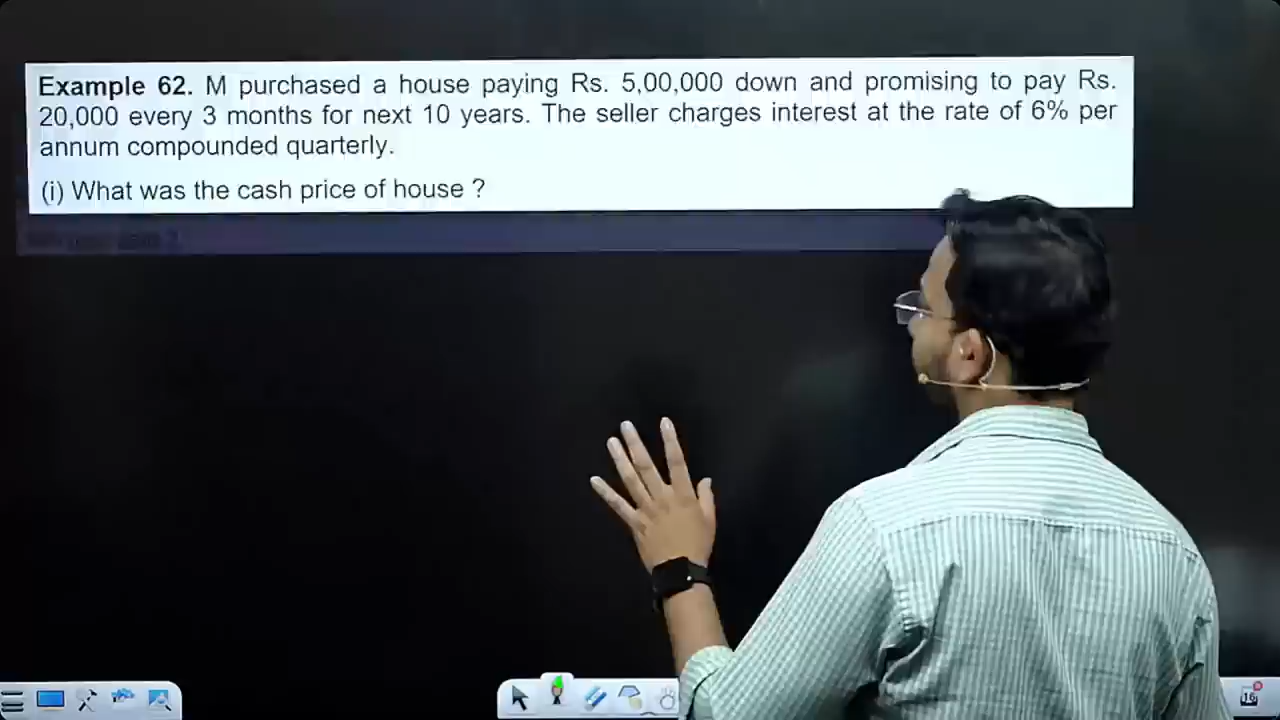 Example 62. M purchased a house paying Rs. 5,00,000 down and promising to pay Rs.
20,000 every 3 months for next 10 years. The seller charges interest at the rate of 6% per
annum compounded quarterly.
(i) What was the cash price of house ?
16